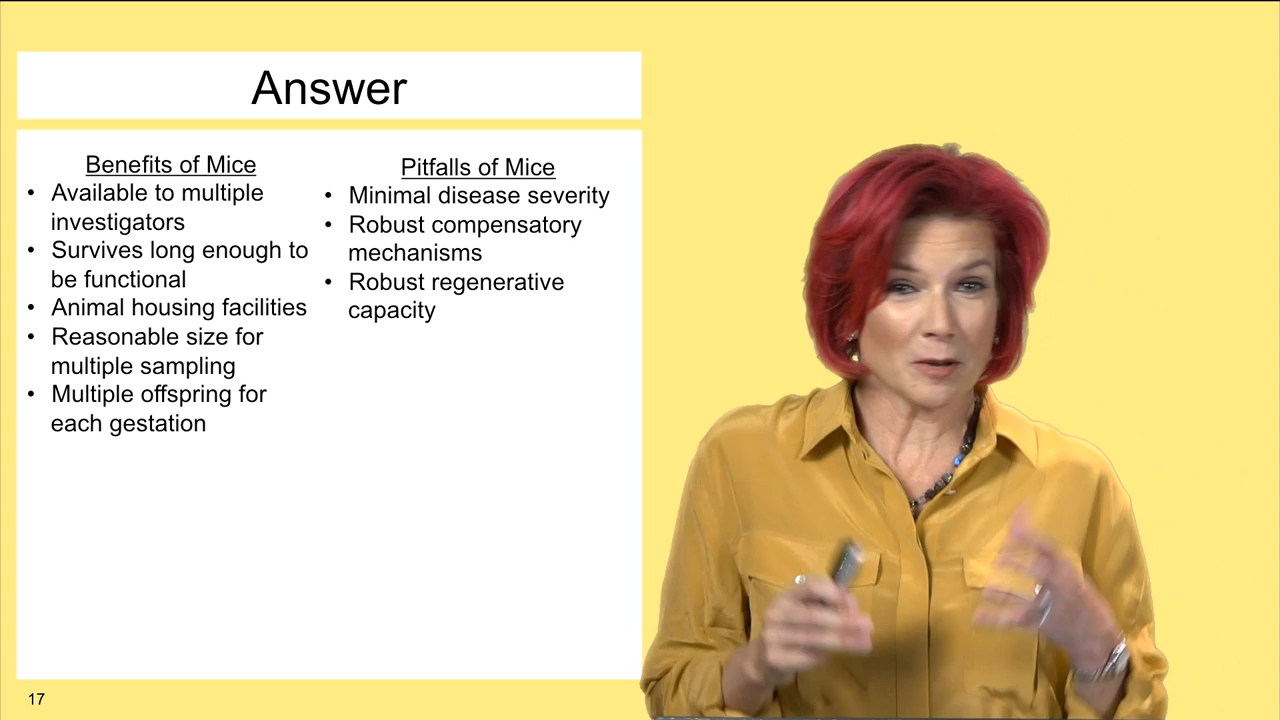 Answer
Benefits of Mice
• Available to multiple
investigators
• Survives long enough to
be functional
• Animal housing facilities
• Reasonable size for
multiple sampling
• Multiple offspring for
each gestation
Pitfalls of Mice
• Minimal disease severity
• Robust compensatory
mechanisms
• Robust regenerative
capacity
17